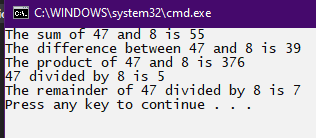 C:\WINDOWS\system32\cmd.exe
The sum of 47 and 8 is 55
The difference between 47 and 8 is 39
The product of 47 and 8 is 376
47 divided by 8 is 5
The remainder of 47 divided by 8 is 7
Press any key to continue . . .